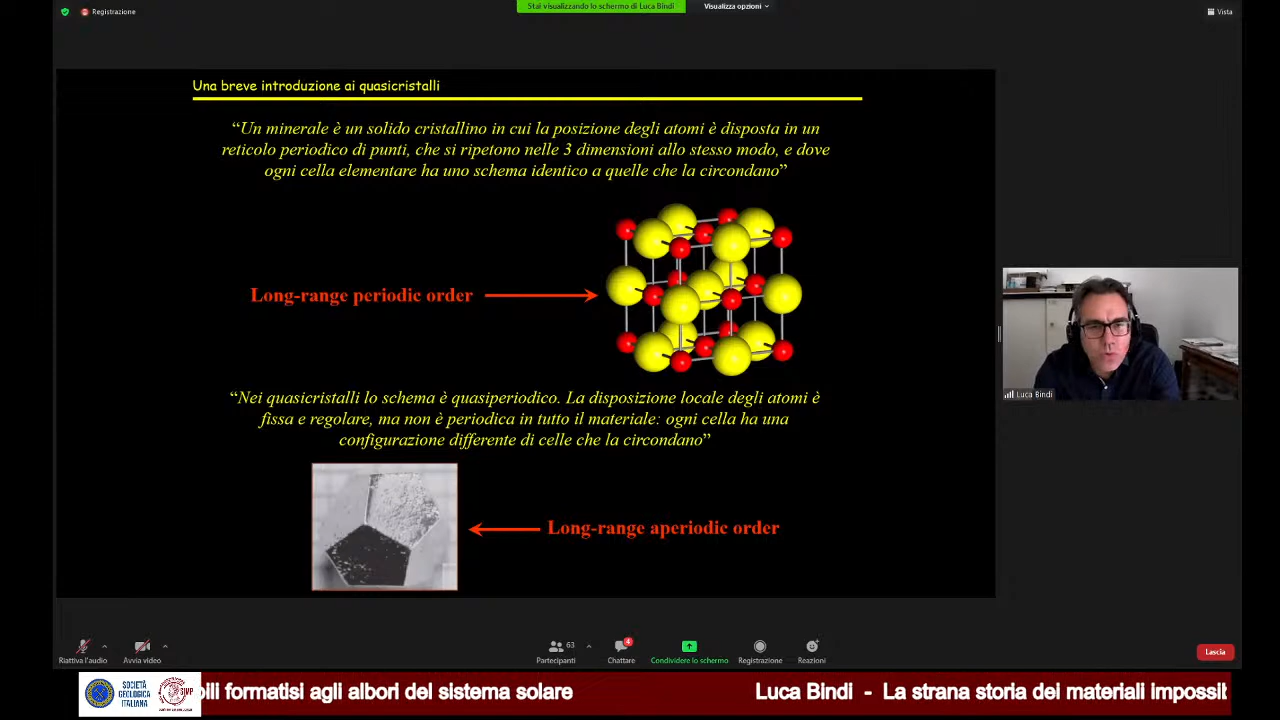 Registrazione
Stai visualizzando lo schermo di Luca Bindi
Visualizza opzioni
Vista
Una breve introduzione ai quasicristalli
“Un minerale è un solido cristallino in cui la posizione degli atomi è disposta in un
reticolo periodico di punti, che si ripetono nelle 3 dimensioni allo stesso modo, e dove
ogni cella elementare ha uno schema identico a quelle che la circondano”
Long-range periodic order
Luca Bindi
“Nei quasicristalli lo schema è quasiperiodico. La disposizione locale degli atomi è
fissa e regolare, ma non è periodica in tutto il materiale: ogni cella ha una
configurazione differente di celle che la circondano”
Long-range aperiodic order
63
4
Riattiva l'audio
Avvia video
Partecipanti
Chattare
Condividere lo schermo
Registrazione
Reazioni
Lascia
SOCIETÀ
GEOLOGICA
ITALIANA
bili formatisi agli albori del sistema solare
Luca Bindi - La strana storia dei materiali impossib